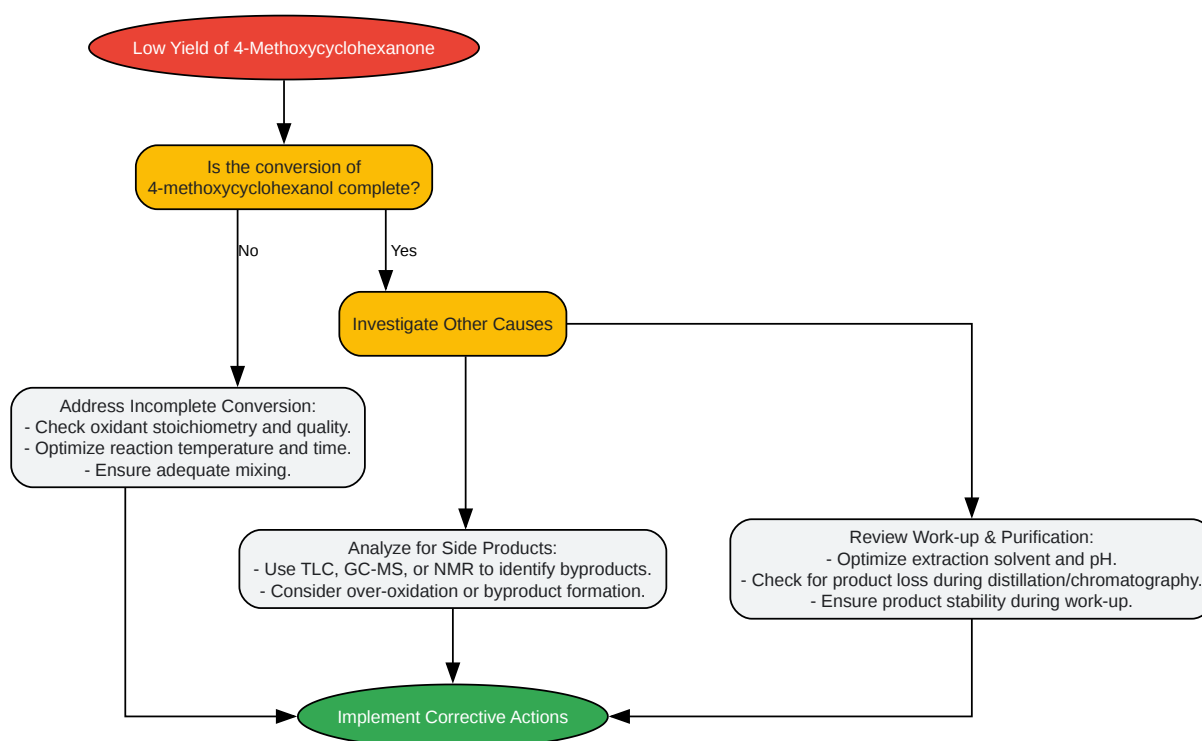 Low Yield of 4-Methoxycyclohexanone
Is the conversion of
4-methoxycyclohexanol complete?
No
Yes
Investigate Other Causes
Address Incomplete Conversion:
- Check oxidant stoichiometry and quality.
- Optimize reaction temperature and time.
- Ensure adequate mixing.
Analyze for Side Products:
- Use TLC, GC-MS, or NMR to identify byproducts.
- Consider over-oxidation or byproduct formation.
Review Work-up & Purification:
- Optimize extraction solvent and pH.
- Check for product loss during distillation/chromatography.
- Ensure product stability during work-up.
Implement Corrective Actions